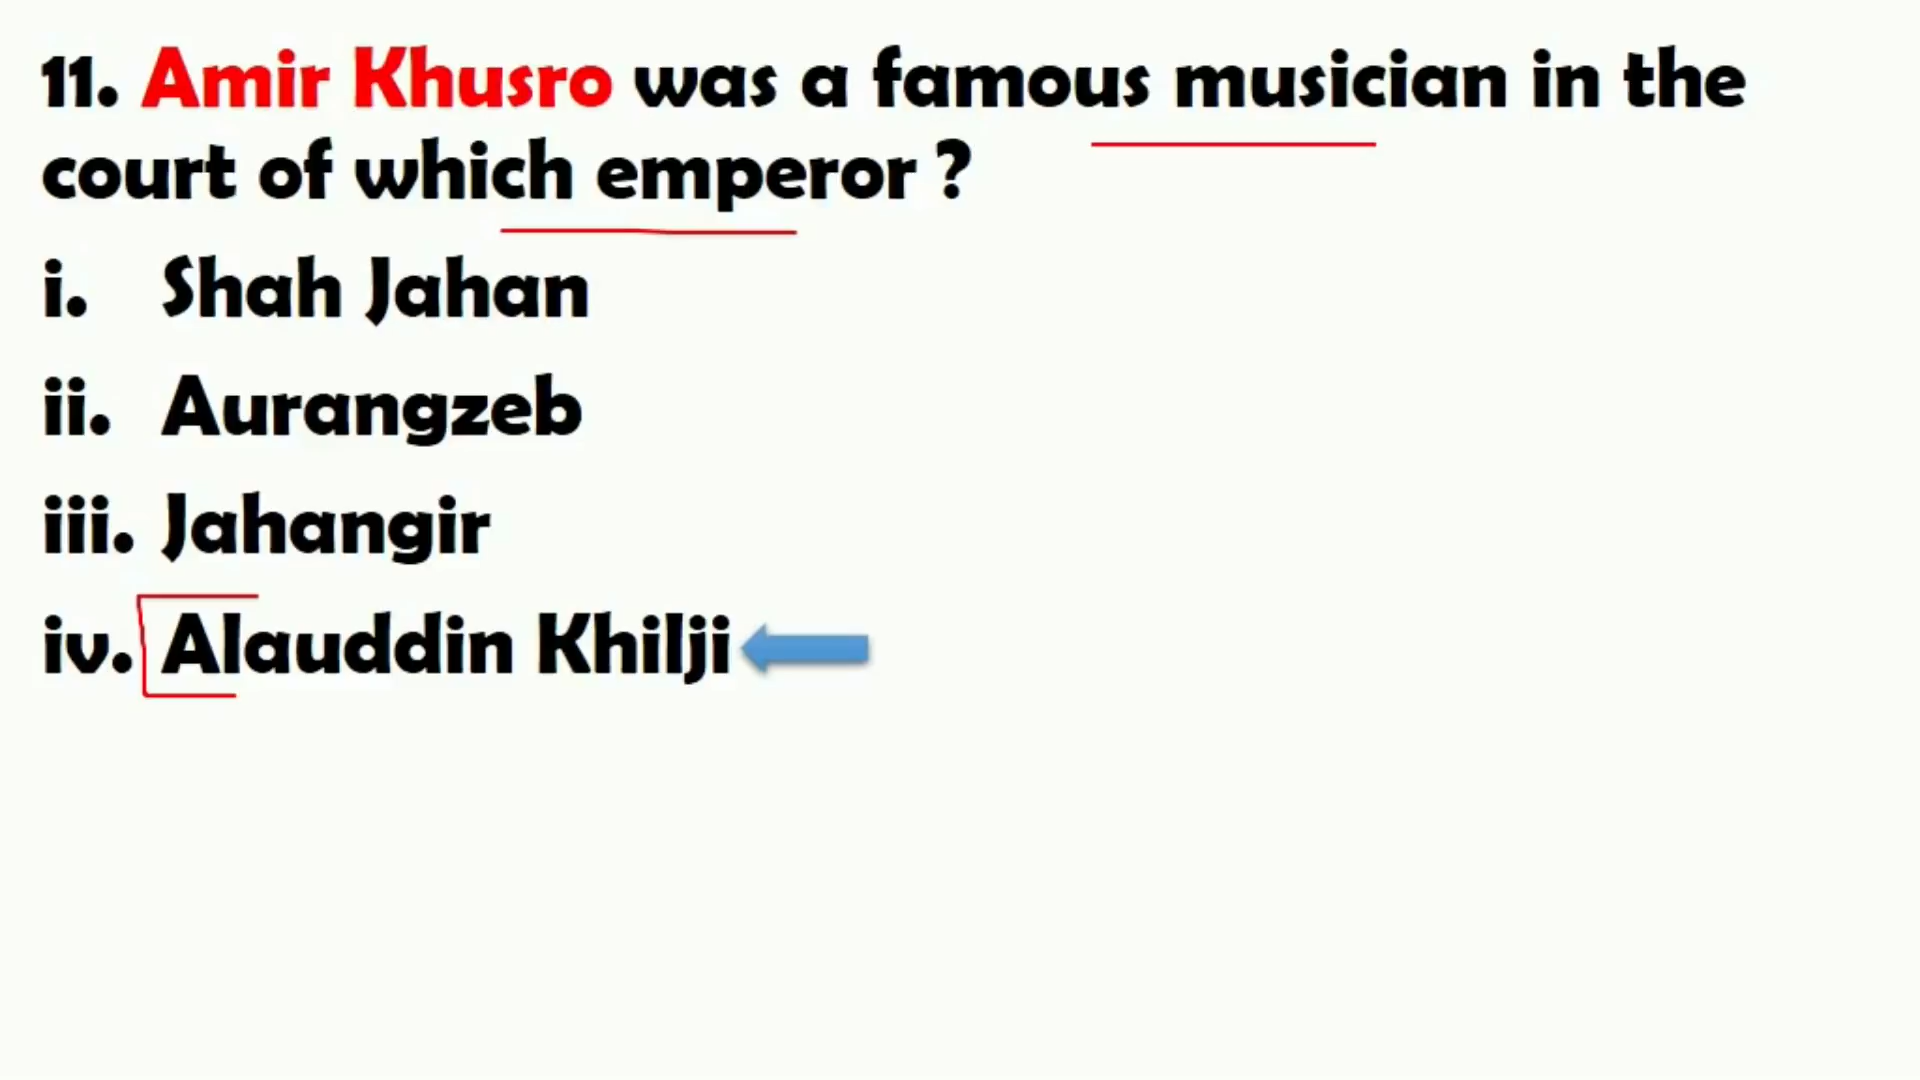 11. Amir Khusro was a famous musician in the
court of which emperor ?
i. Shah Jahan
ii. Aurangzeb
iii. Jahangir
iv. Alauddin Khilji